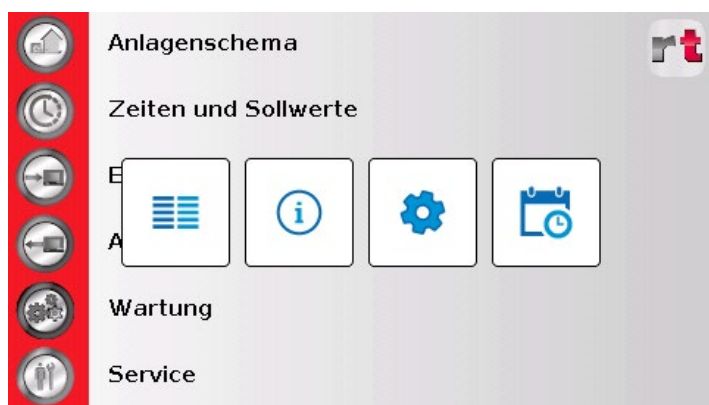 Anlagenschema
rt
Zeiten und Sollwerte
E
i
A
Wartung
Service